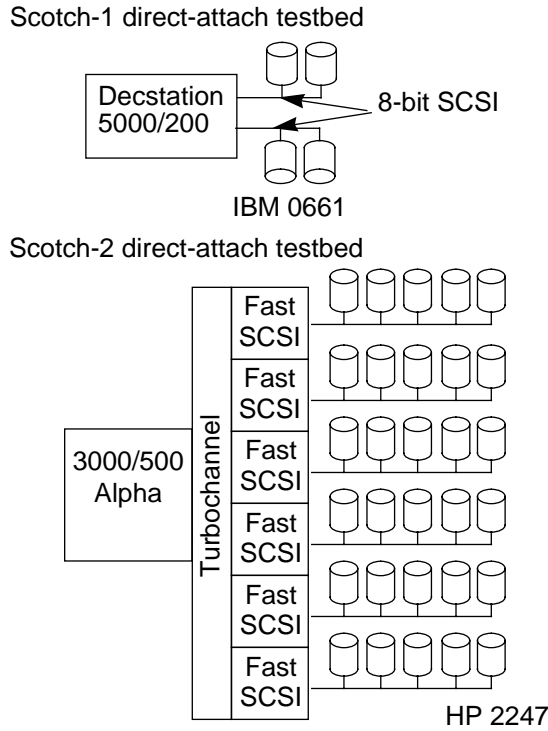 Scotch-1 direct-attach testbed
Decstation
5000/200
8-bit SCSI
IBM 0661
Scotch-2 direct-attach testbed
3000/500
Alpha
Turbochannel
Fast
SCSI
Fast
SCSI
Fast
SCSI
Fast
SCSI
Fast
SCSI
Fast
SCSI
HP 2247